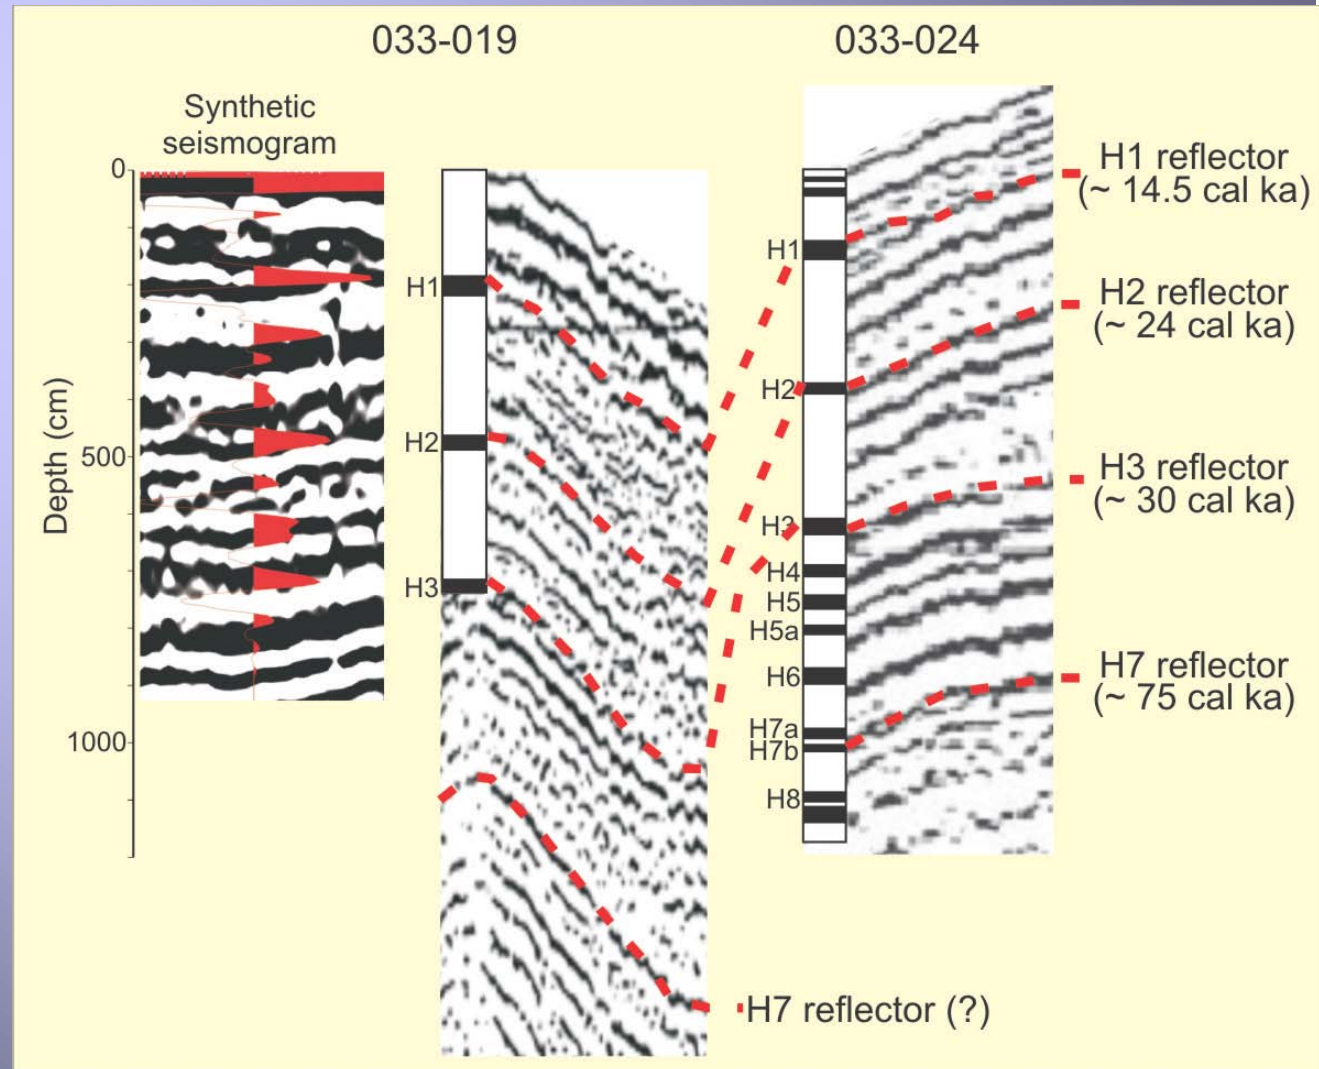 033-019
033-024
Synthetic
seismogram
0
500
1000
Depth (cm)
H1
H2
H3
H1
H2
H3
H4
H5
H5a
H6
H7a
H7b
H8
H1 reflector
(~ 14.5 cal ka)
H2 reflector
(~ 24 cal ka)
H3 reflector
(~ 30 cal ka)
H7 reflector
(~ 75 cal ka)
H7 reflector (?)